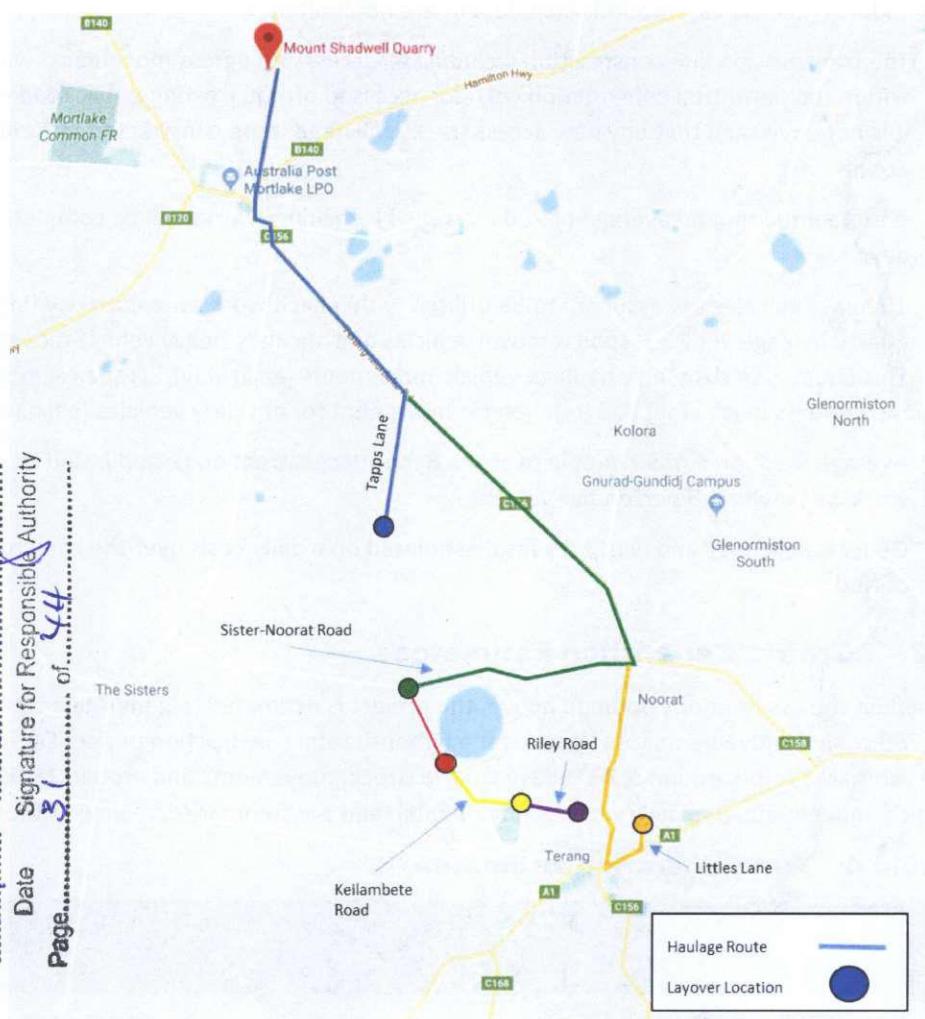 B140
Mount Shadwell Quarry
Hamilton Hwy
Mortlake
Common FR
B140
Australia Post
Mortlake LPO
B120
C156
Tapps Lane
Kolora
Glenormiston
North
Gnurad-Gundidj Campus
C156
Glenormiston
South
Sister-Noorat Road
The Sisters
Noorat
C158
Riley Road
Keilambete
Road
Terang
A1
Littles Lane
A1
C156
C168
Haulage Route
Layover Location
Date
Signature for Responsible Authority
Page 31 of 44